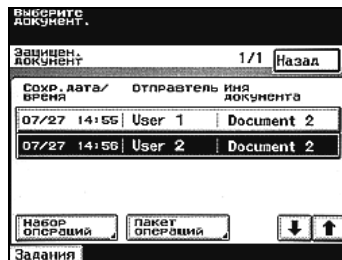 Выберите
документ.
Защищен.
документ
1/1 Назад
Сохр.дата/
время
Отправтель
Имя
документа
07/27 14:55 User 1 Document 2
07/27 14:56 User 2 Document 2
Набор
операций
Пакет
операций
Задания